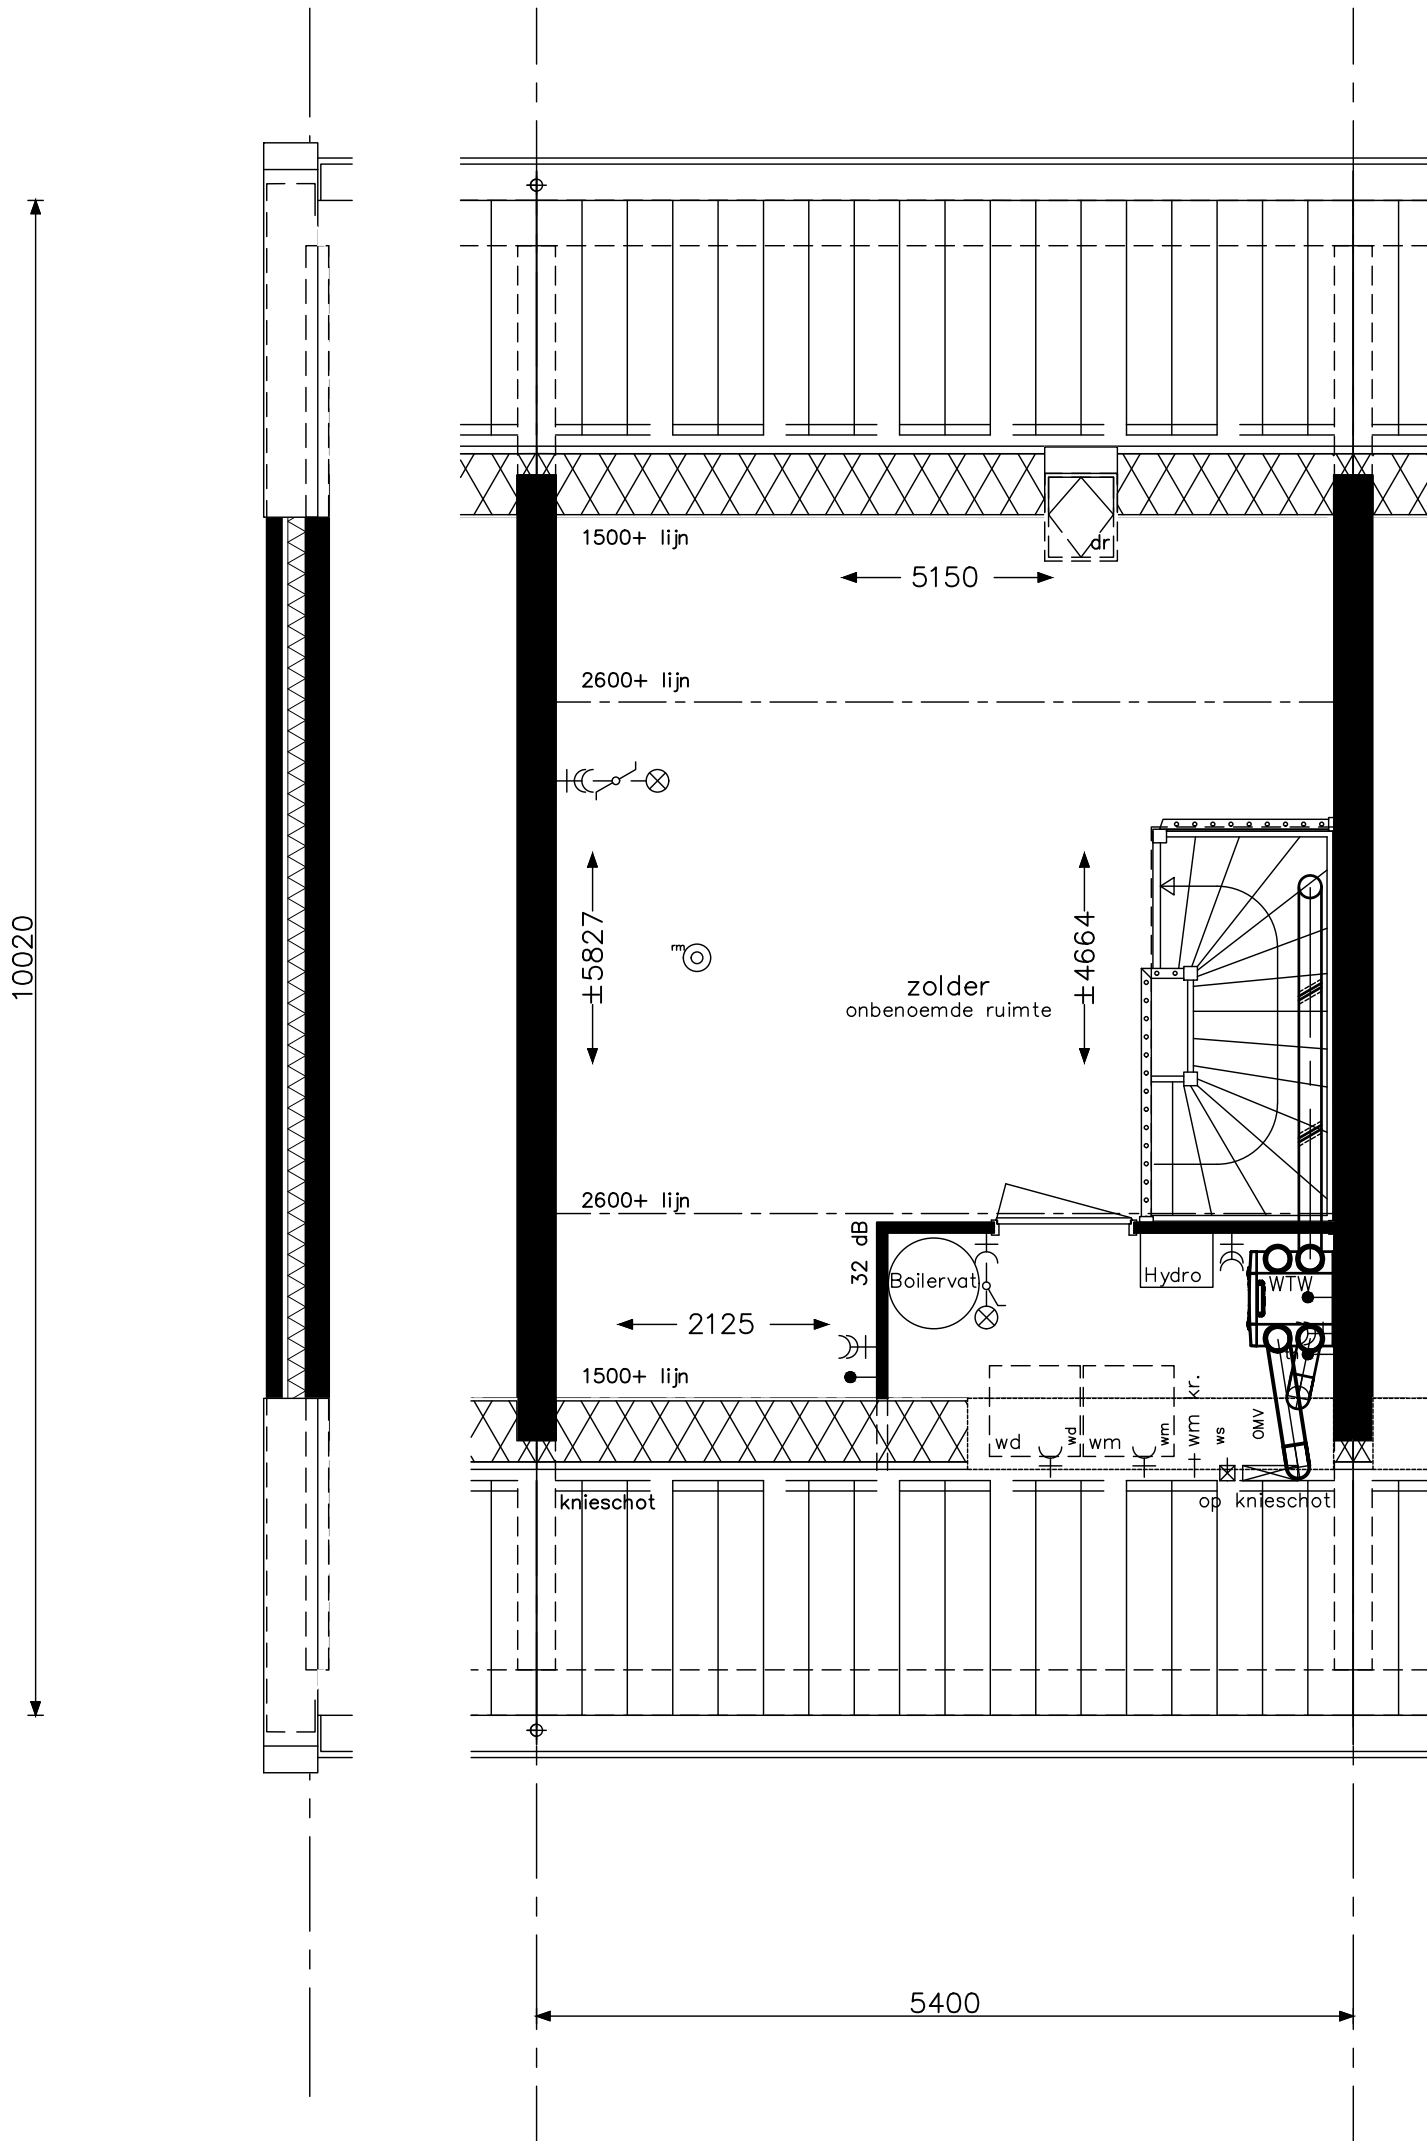 1500+ lijn
dr
5150
2600+ lijn
10020
±5827
±4664
rm
zolder
onbenoemde ruimte
2600+ lijn
32 dB
Boilervat
Hydro
WTW
2125
1500+ lijn
wd
wd
wm
wm
wm kr.
ws
OMV
knieschot
op knieschot
5400